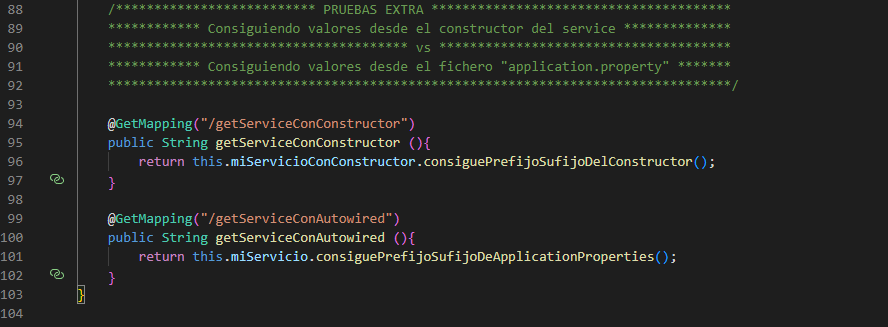 88 /************************** PRUEBAS EXTRA ***************************************
89 ************ Consiguiendo valores desde el constructor del service **************
90 *************************************** vs **************************************
91 ************ Consiguiendo valores desde el fichero "application.property" *******
92 *********************************************************************************/
93
94 @GetMapping("/getServiceConConstructor")
95 public String getServiceConConstructor (){
96 return this.miServicioConConstructor.consiguePrefijoSufijoDelConstructor();
97 }
98
99 @GetMapping("/getServiceConAutowired")
100 public String getServiceConAutowired (){
101 return this.miServicio.consiguePrefijoSufijoDeApplicationProperties();
102 }
103 }
104